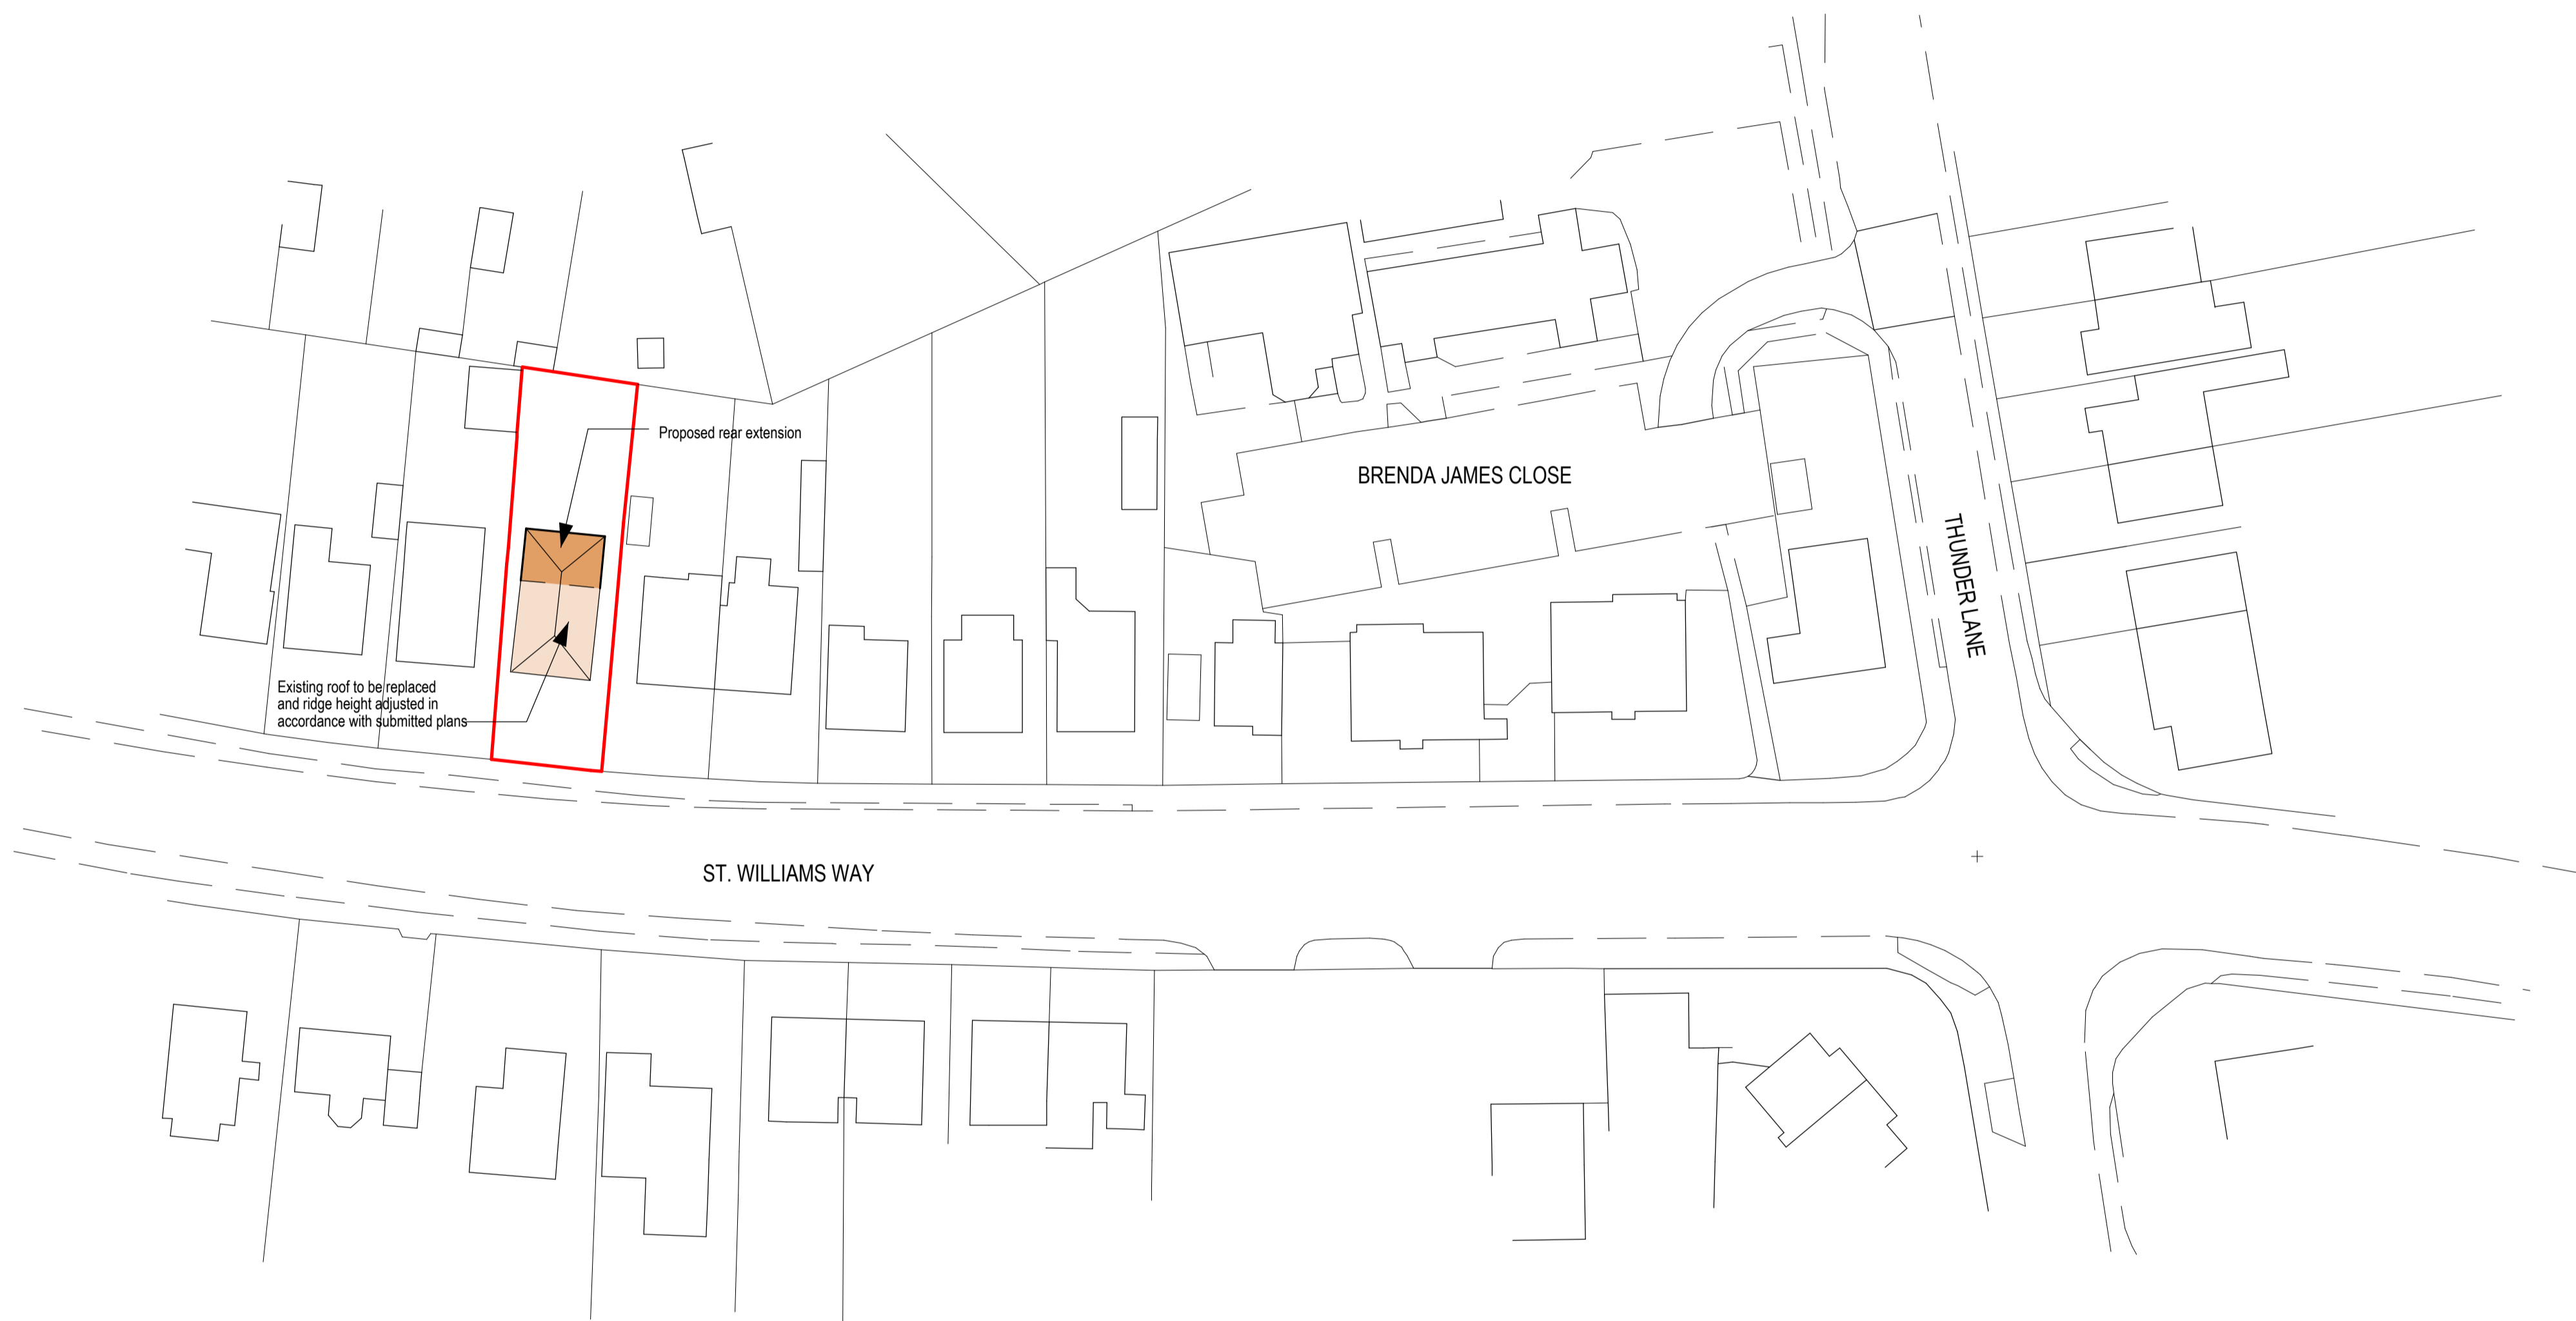 Proposed rear extension
BRENDA JAMES CLOSE
THUNDER LANE
Existing roof to be replaced
and ridge height adjusted in
accordance with submitted plans
ST. WILLIAMS WAY